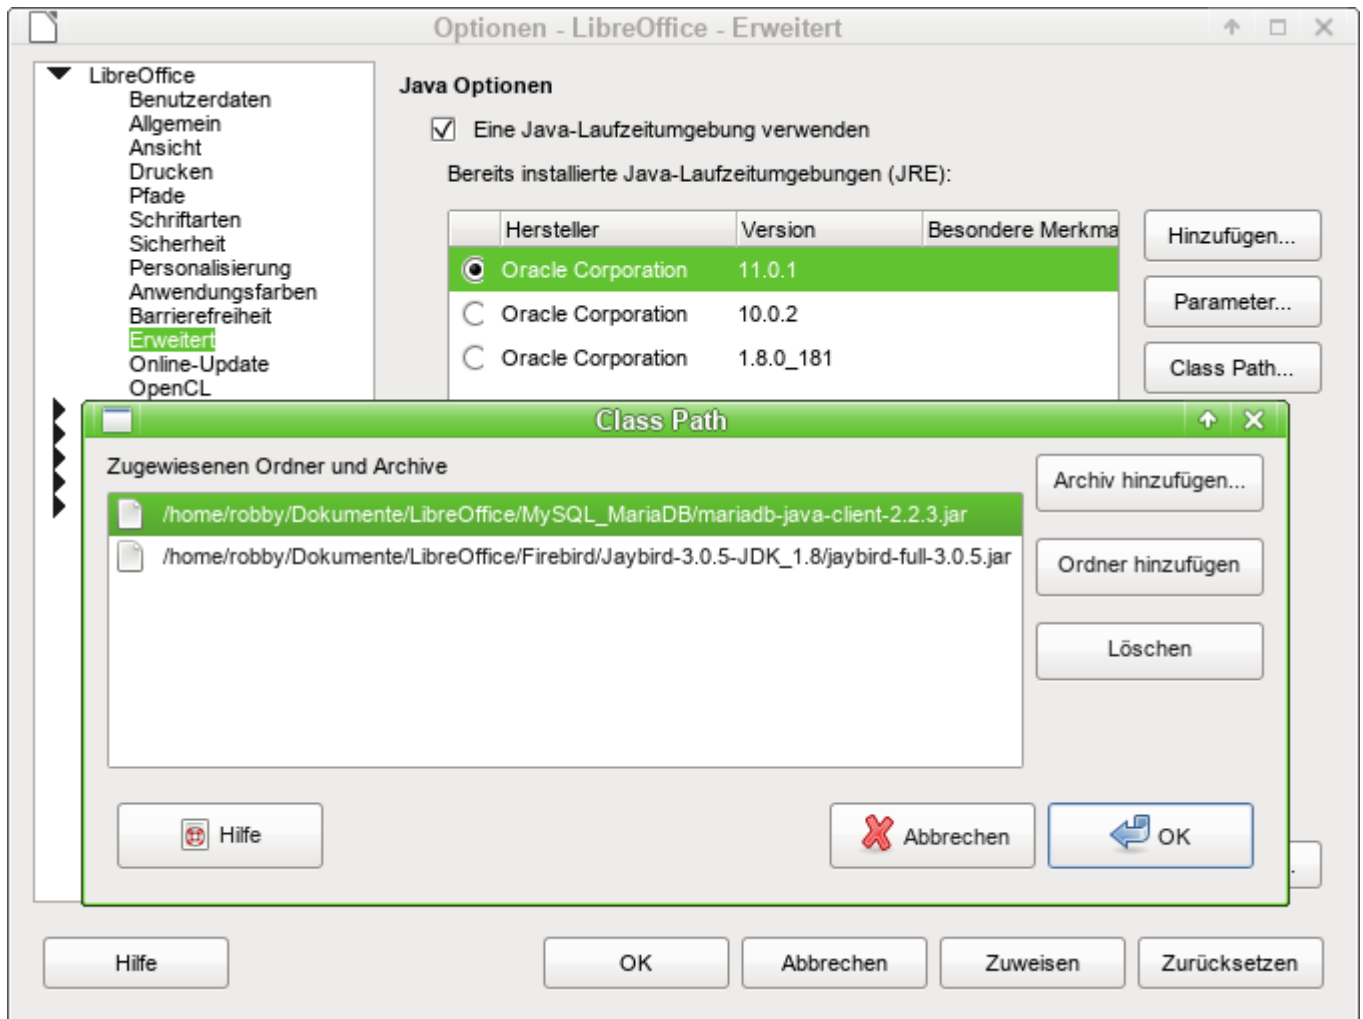 Optionen - LibreOffice - Erweitert
LibreOffice
Benutzerdaten
Allgemein
Ansicht
Drucken
Pfade
Schriftarten
Sicherheit
Personalisierung
Anwendungsfarben
Barrierefreiheit
Erweitert
Online-Update
OpenCL
Java Optionen
Eine Java-Laufzeitumgebung verwenden
Bereits installierte Java-Laufzeitumgebungen (JRE):
Hersteller Version Besondere Merkma
Oracle Corporation 11.0.1
Oracle Corporation 10.0.2
Oracle Corporation 1.8.0_181
Hinzufügen...
Parameter...
Class Path...
Class Path
Zugewiesenen Ordner und Archive
/home/robby/Dokumente/LibreOffice/MySQL_MariaDB/mariadb-java-client-2.2.3.jar
/home/robby/Dokumente/LibreOffice/Firebird/Jaybird-3.0.5-JDK_1.8/jaybird-full-3.0.5.jar
Archiv hinzufügen...
Ordner hinzufügen
Löschen
Hilfe Abbrechen OK
Hilfe OK Abbrechen Zuweisen Zurücksetzen